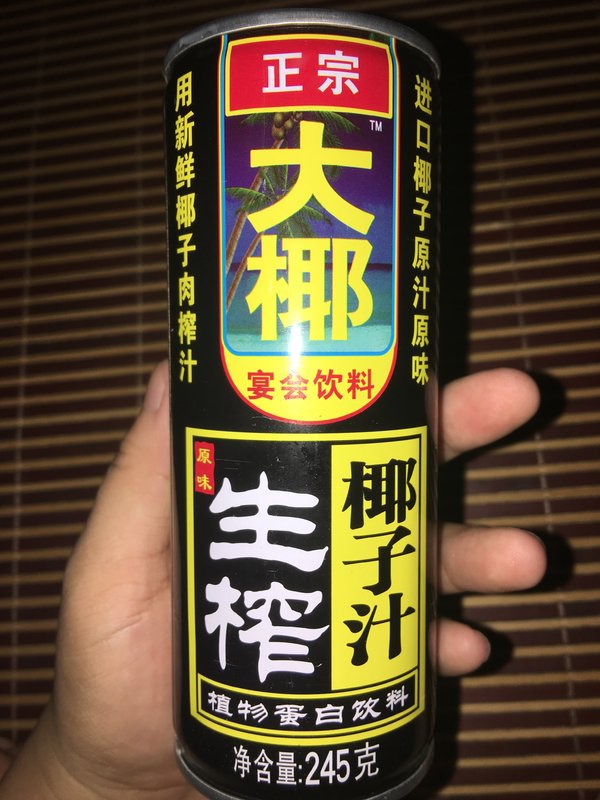 正宗
TM
大椰
宴会饮料
用新鲜椰子肉榨汁
进口椰子原汁原味
原味
生榨
椰子汁
植物蛋白饮料
净含量:245克